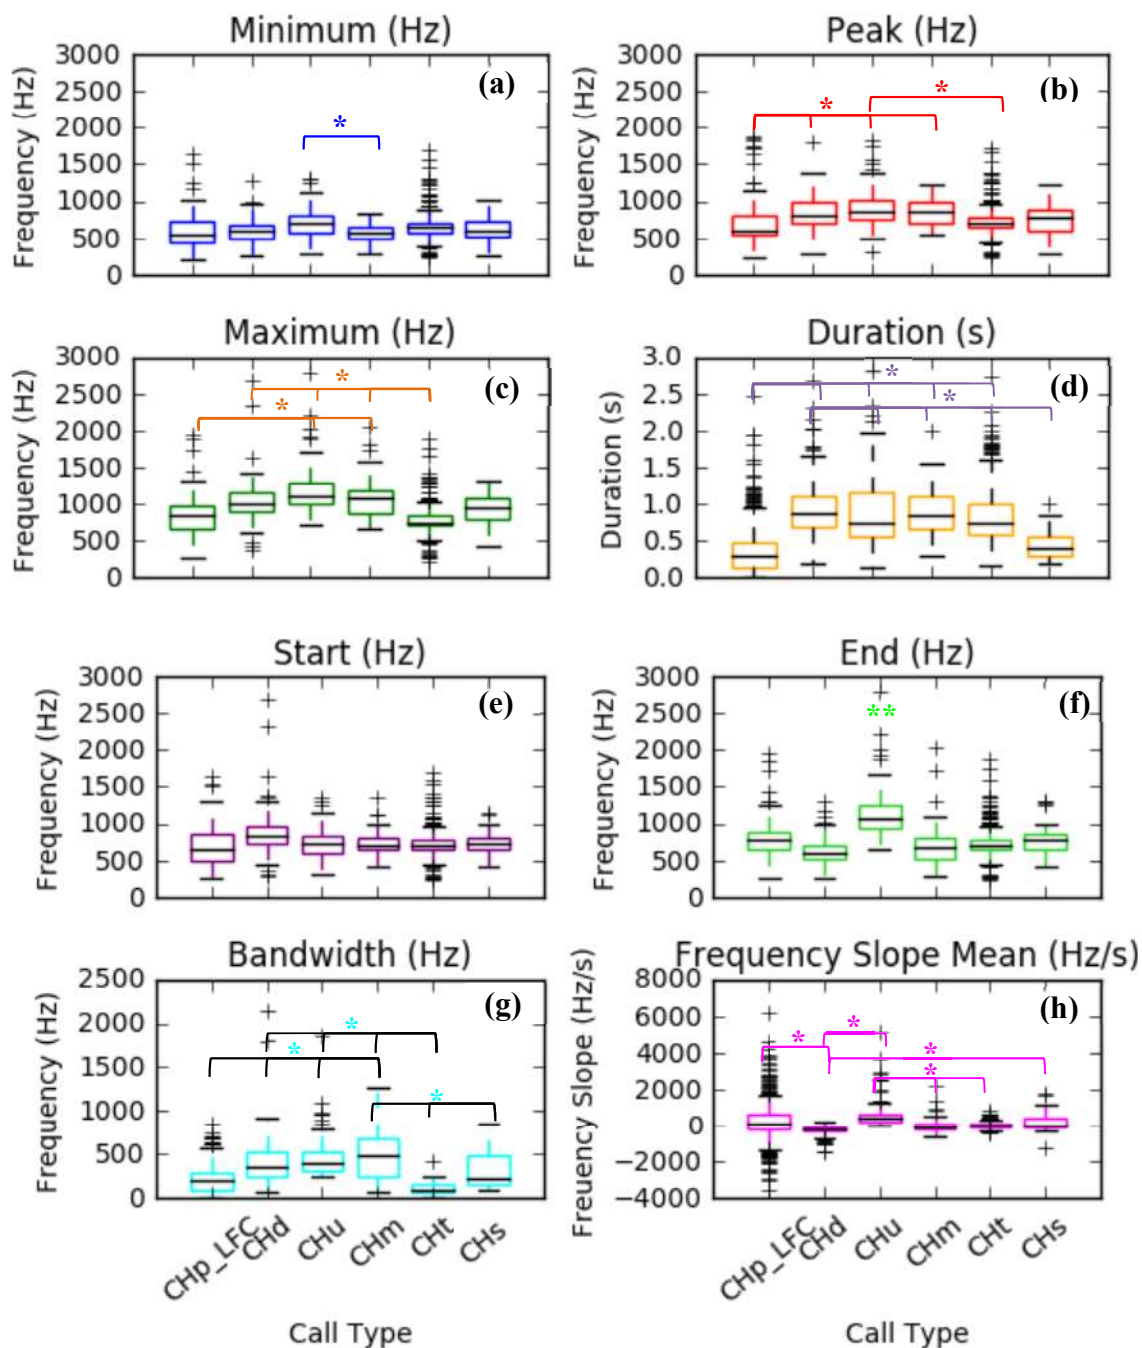 Minimum (Hz)
3000
2500
2000
1500
1000
500
0
Frequency (Hz)
(a)
*
Peak (Hz)
3000
2500
2000
1500
1000
500
0
Frequency (Hz)
(b)
*
*
Maximum (Hz)
3000
2500
2000
1500
1000
500
0
Frequency (Hz)
(c)
*
*
Duration (s)
3.0
2.5
2.0
1.5
1.0
0.5
0.0
Duration (s)
(d)
*
*
Start (Hz)
3000
2500
2000
1500
1000
500
0
Frequency (Hz)
(e)
End (Hz)
3000
2500
2000
1500
1000
500
0
Frequency (Hz)
(f)
**
Bandwidth (Hz)
2500
2000
1500
1000
500
0
Frequency (Hz)
(g)
*
*
*
CHp_LFC
CHd
CHu
CHm
CHt
CHs
Call Type
Frequency Slope Mean (Hz/s)
8000
6000
4000
2000
0
−2000
−4000
Freuency Slope (Hz/s)
(h)
*
*
*
*
CHp_LFC
CHd
CHu
CHm
CHt
CHs
Call Type